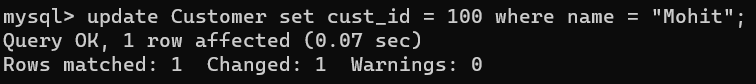 mysql> update Customer set cust_id = 100 where name = "Mohit";
Query OK, 1 row affected (0.07 sec)
Rows matched: 1  Changed: 1  Warnings: 0